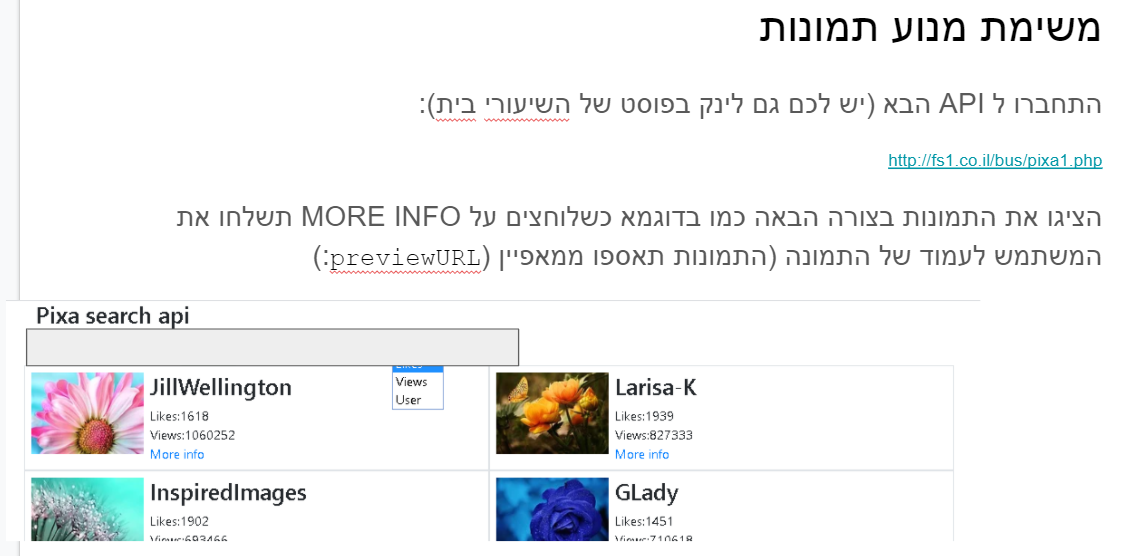 משימת מנוע תמונות
התחברו ל API הבא (יש לכם גם לינק בפוסט של השיעורי בית):
http://fs1.co.il/bus/pixa1.php
הציגו את התמונות בצורה הבאה כמו בדוגמא כשלוחצים על MORE INFO תשלחו את
המשתמש לעמוד של התמונה (התמונות תאספו ממאפיין (previewURL:)
Pixa search api
Likes
Views
User
JillWellington
Likes:1618
Views:1060252
More info
Larisa-K
Likes:1939
Views:827333
More info
InspiredImages
Likes:1902
Views:693466
GLady
Likes:1451
Views:710618